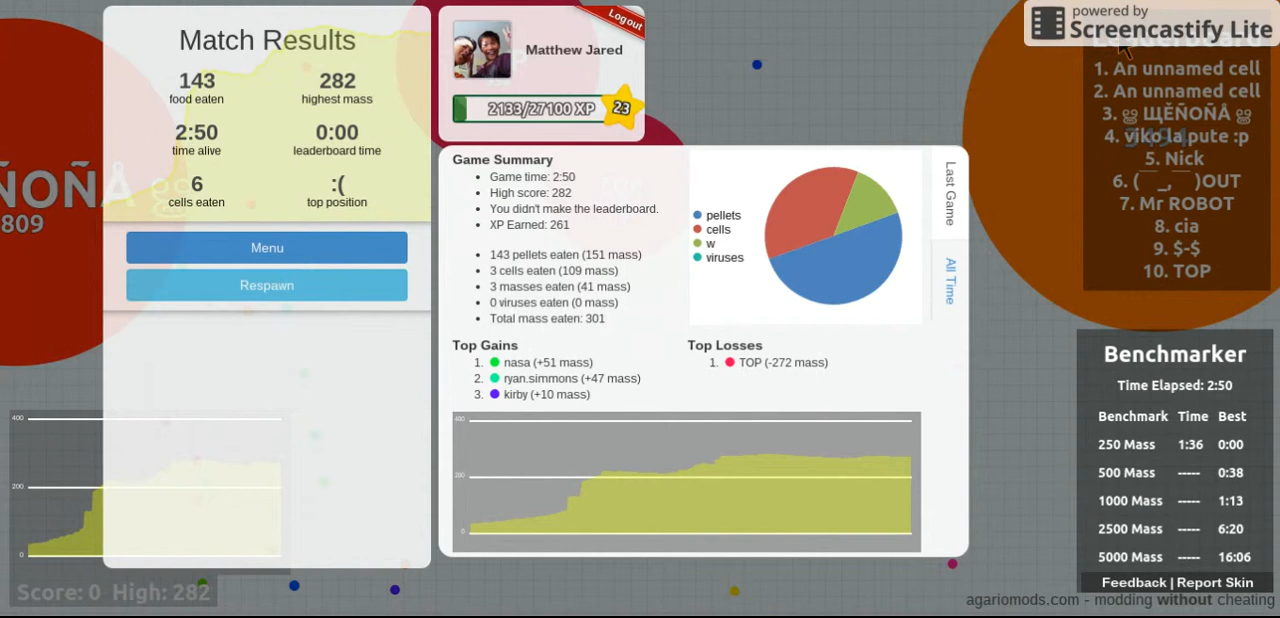 Match Results
143
food eaten
282
highest mass
2:50
time alive
0:00
leaderboard time
6
cells eaten
:(
top position
Menu
Respawn
ÑOÑÅ
809
400
200
0
Score: 0 High: 282
Logout
Matthew Jared
2133/27100 XP
23
Game Summary
Game time: 2:50
High score: 282
You didn't make the leaderboard.
XP Earned: 261
143 pellets eaten (151 mass)
3 cells eaten (109 mass)
3 masses eaten (41 mass)
0 viruses eaten (0 mass)
Total mass eaten: 301
pellets
cells
w
viruses
Last Game
All Time
Top Gains
1. nasa (+51 mass)
2. ryan.simmons (+47 mass)
3. kirby (+10 mass)
Top Losses
1. TOP (-272 mass)
400
200
0
powered by
Screencastify Lite
1. An unnamed cell
2. An unnamed cell
3. ЩĔÑOÑÅ
4. vjko la pute :p
5. Nick
6. (¯_,¯)OUT
7. Mr ROBOT
8. cia
9. $-$
10. TOP
Benchmarker
Time Elapsed: 2:50
Benchmark Time Best
250 Mass 1:36 0:00
500 Mass ----- 0:38
1000 Mass ----- 1:13
2500 Mass ----- 6:20
5000 Mass ----- 16:06
Feedback | Report Skin
agariomods.com - modding without cheating